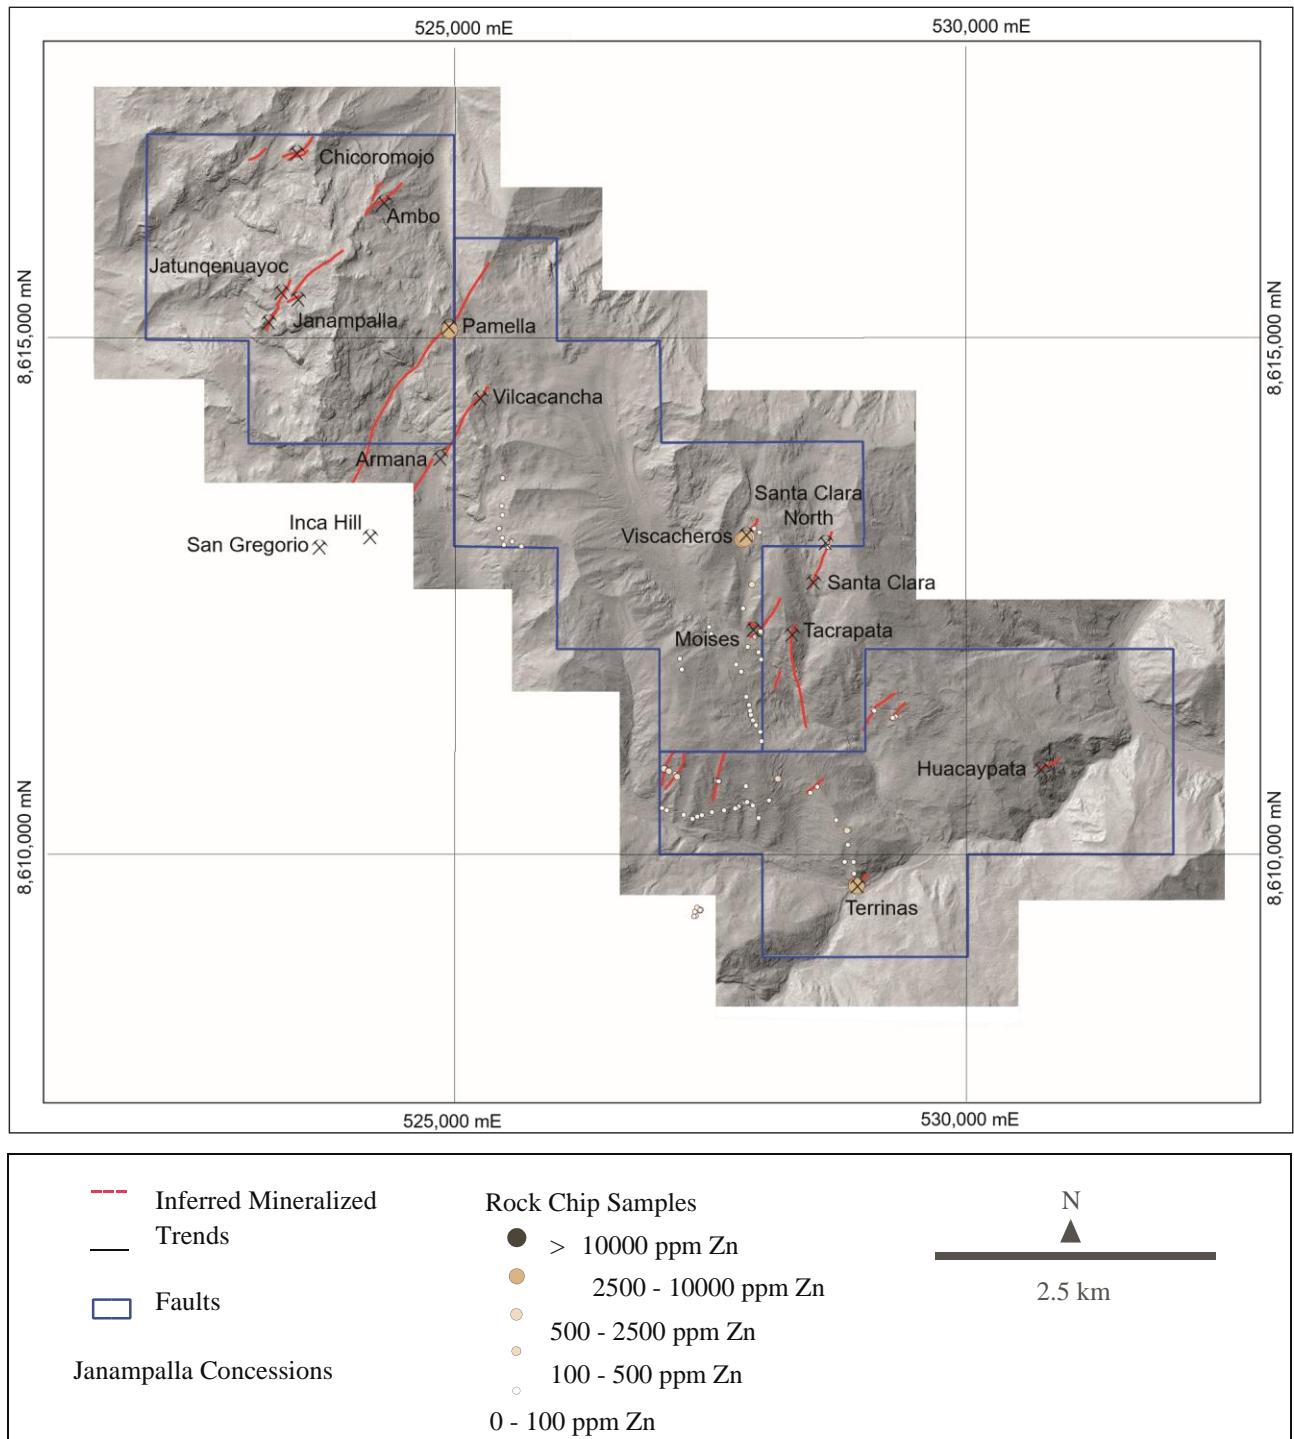 525,000 mE
530,000 mE
Chicoromojo
Ambo
Jatunqenuayoc
Janampalla
Pamella
8,615,000 mN
8,615,000 mN
Vilcacancha
Armana
Santa Clara
North
Inca Hill
San Gregorio
Viscacheros
Santa Clara
Moises
Tacrapata
Huacaypata
8,610,000 mN
8,610,000 mN
Terrinas
525,000 mE
530,000 mE
Inferred Mineralized
Trends
Faults
Janampalla Concessions
Rock Chip Samples
> 10000 ppm Zn
2500 - 10000 ppm Zn
500 - 2500 ppm Zn
100 - 500 ppm Zn
0 - 100 ppm Zn
N
2.5 km